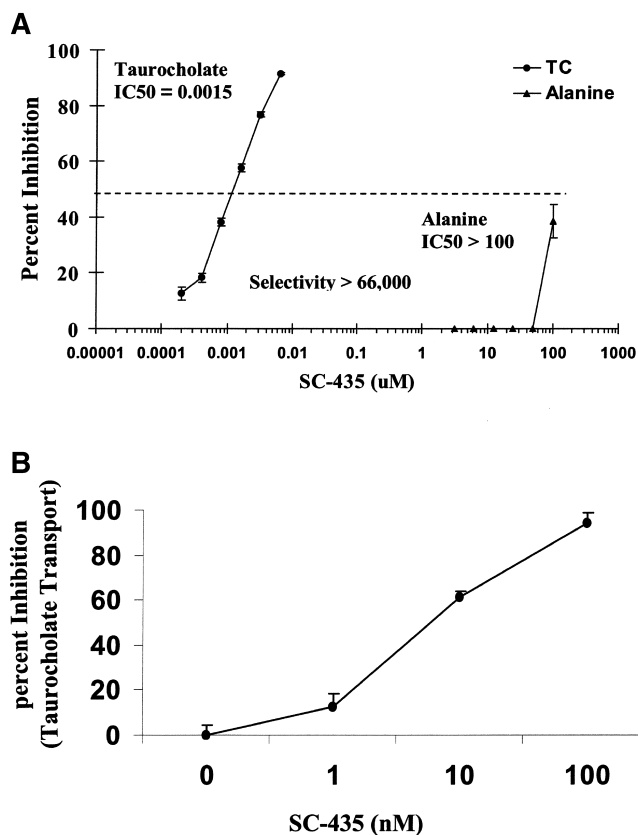 A
Percent Inhibition
100
80
60
40
20
0
Taurocholate
IC50 = 0.0015
TC
Alanine
Alanine
IC50 > 100
Selectivity > 66,000
0.00001 0.0001 0.001 0.01 0.1 1 10 100 1000
SC-435 (uM)
B
percent Inhibition
(Taurocholate Transport)
100
80
60
40
20
0
0 1 10 100
SC-435 (nM)